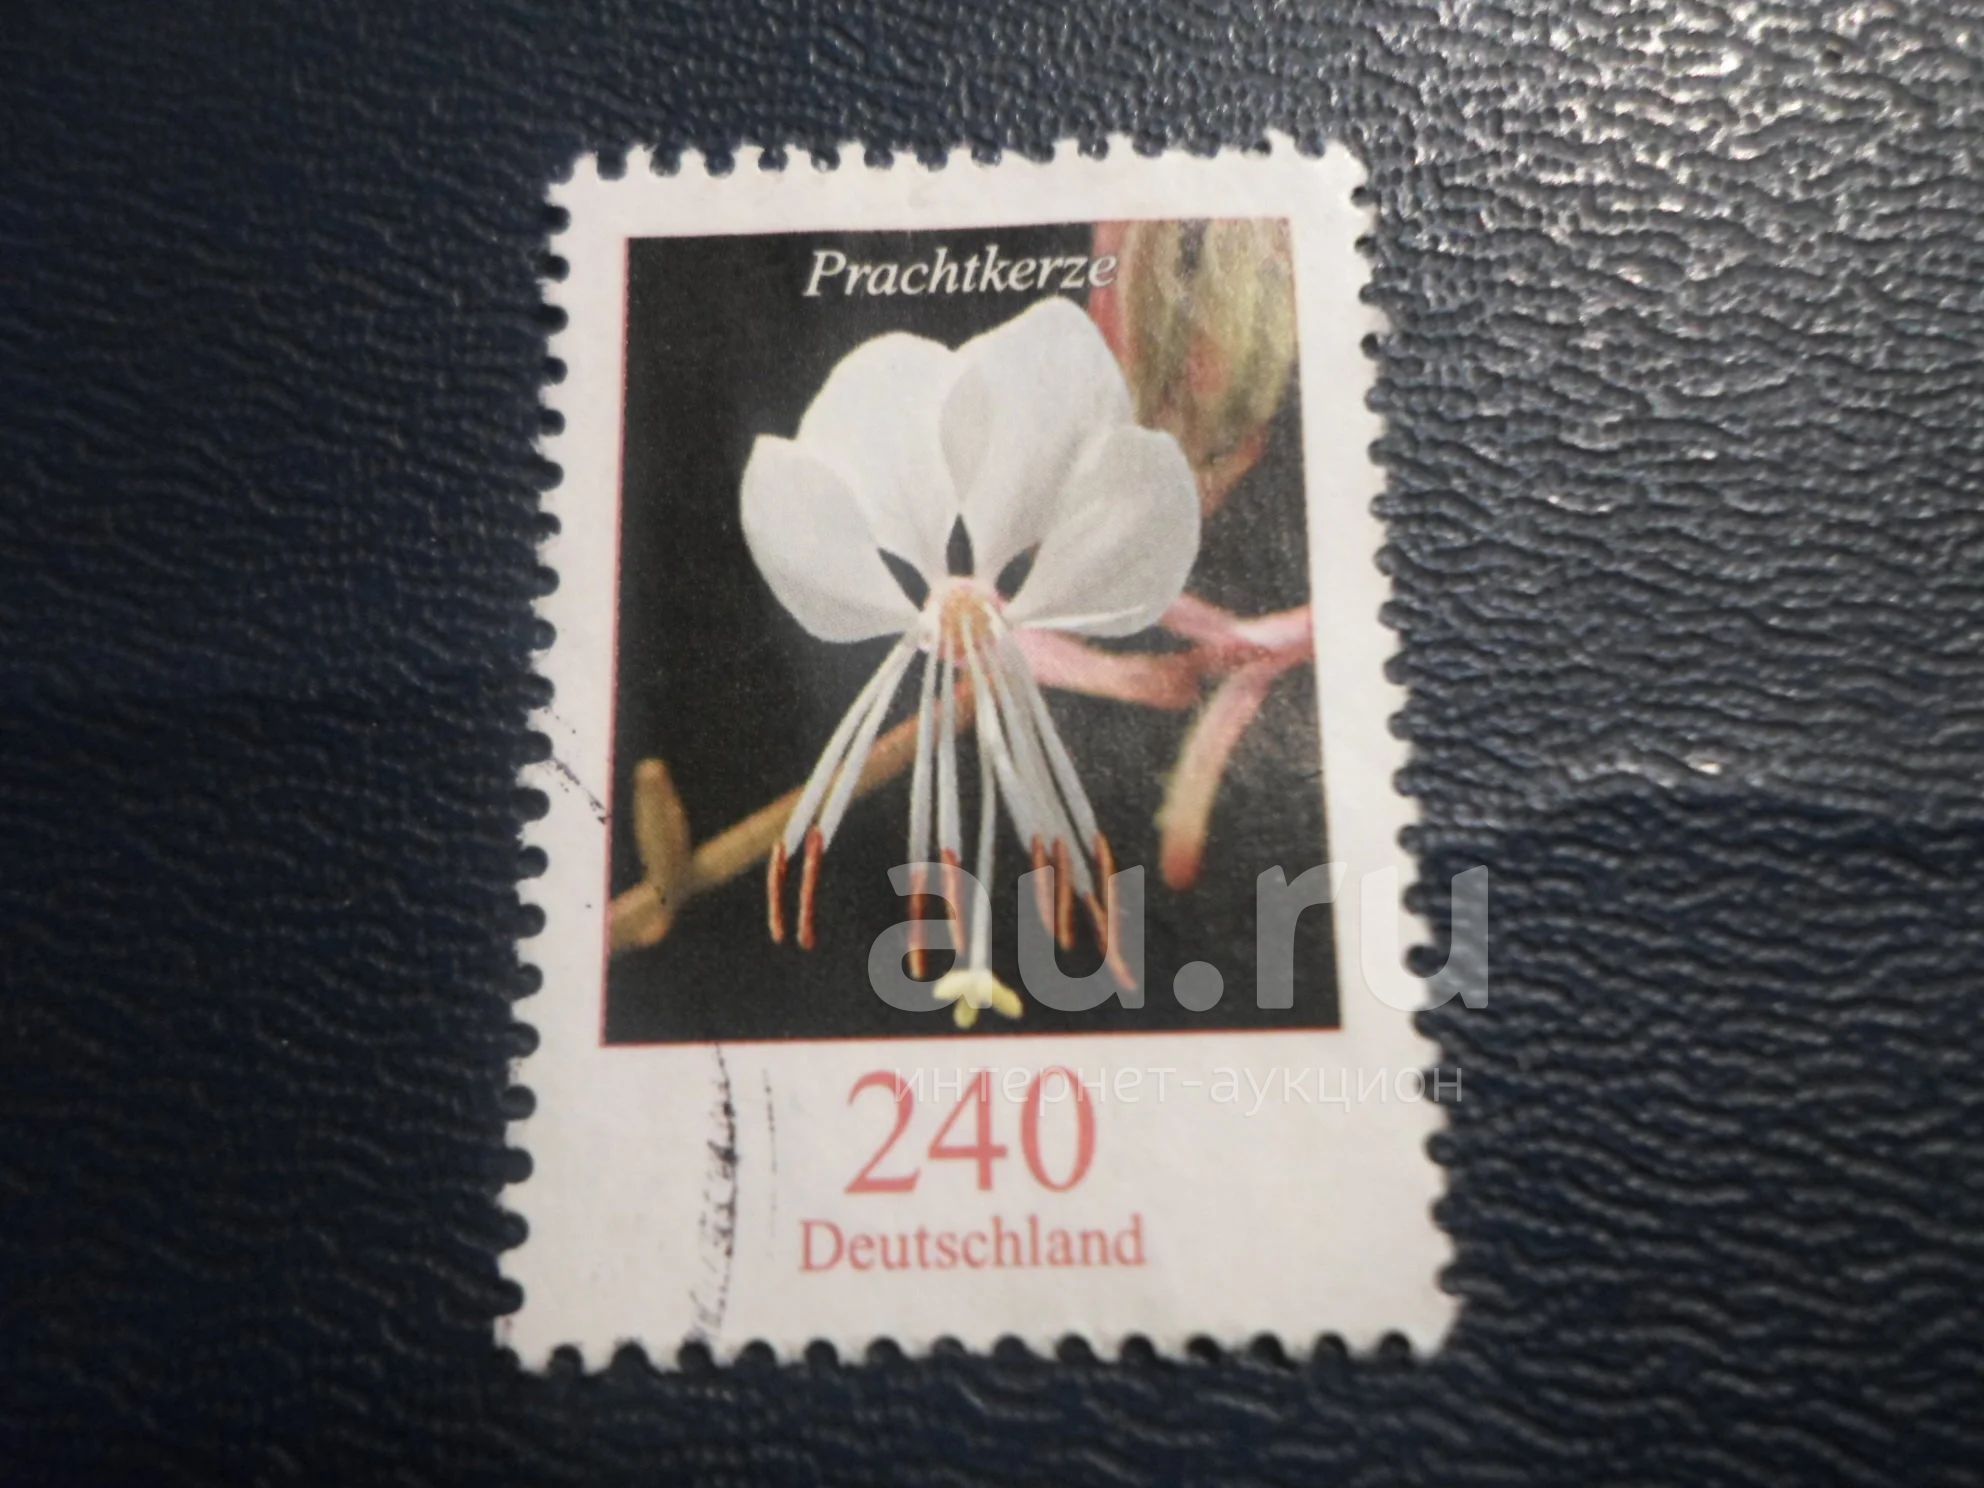 Prachtkerze
au.ru
интернет-аукцион
240
Deutschland